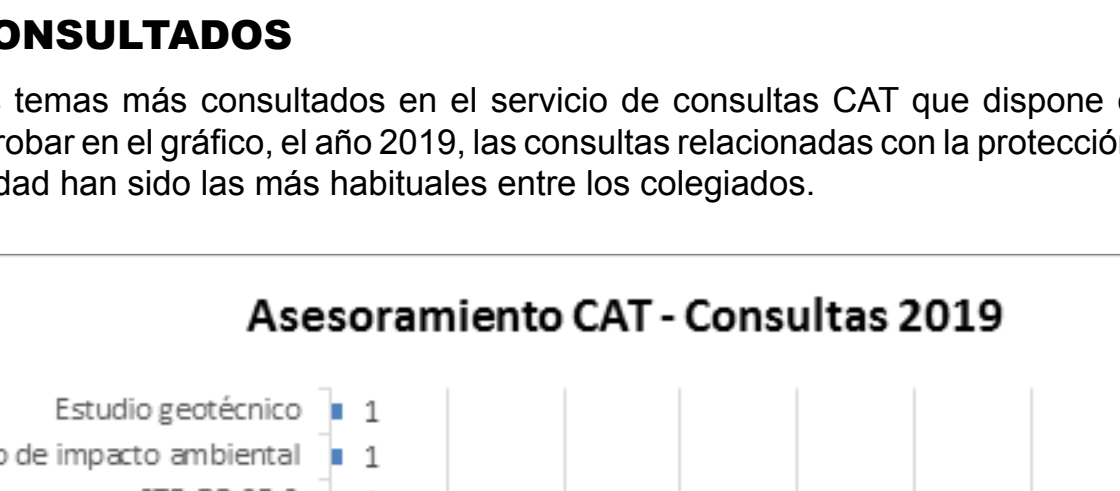 ONSULTADOS
temas más consultados en el servicio de consultas CAT que dispone
robar en el gráfico, el año 2019, las consultas relacionadas con la protección
dad han sido las más habituales entre los colegiados.
Asesoramiento CAT - Consultas 2019
Estudio geotécnico 1
o de impacto ambiental 1